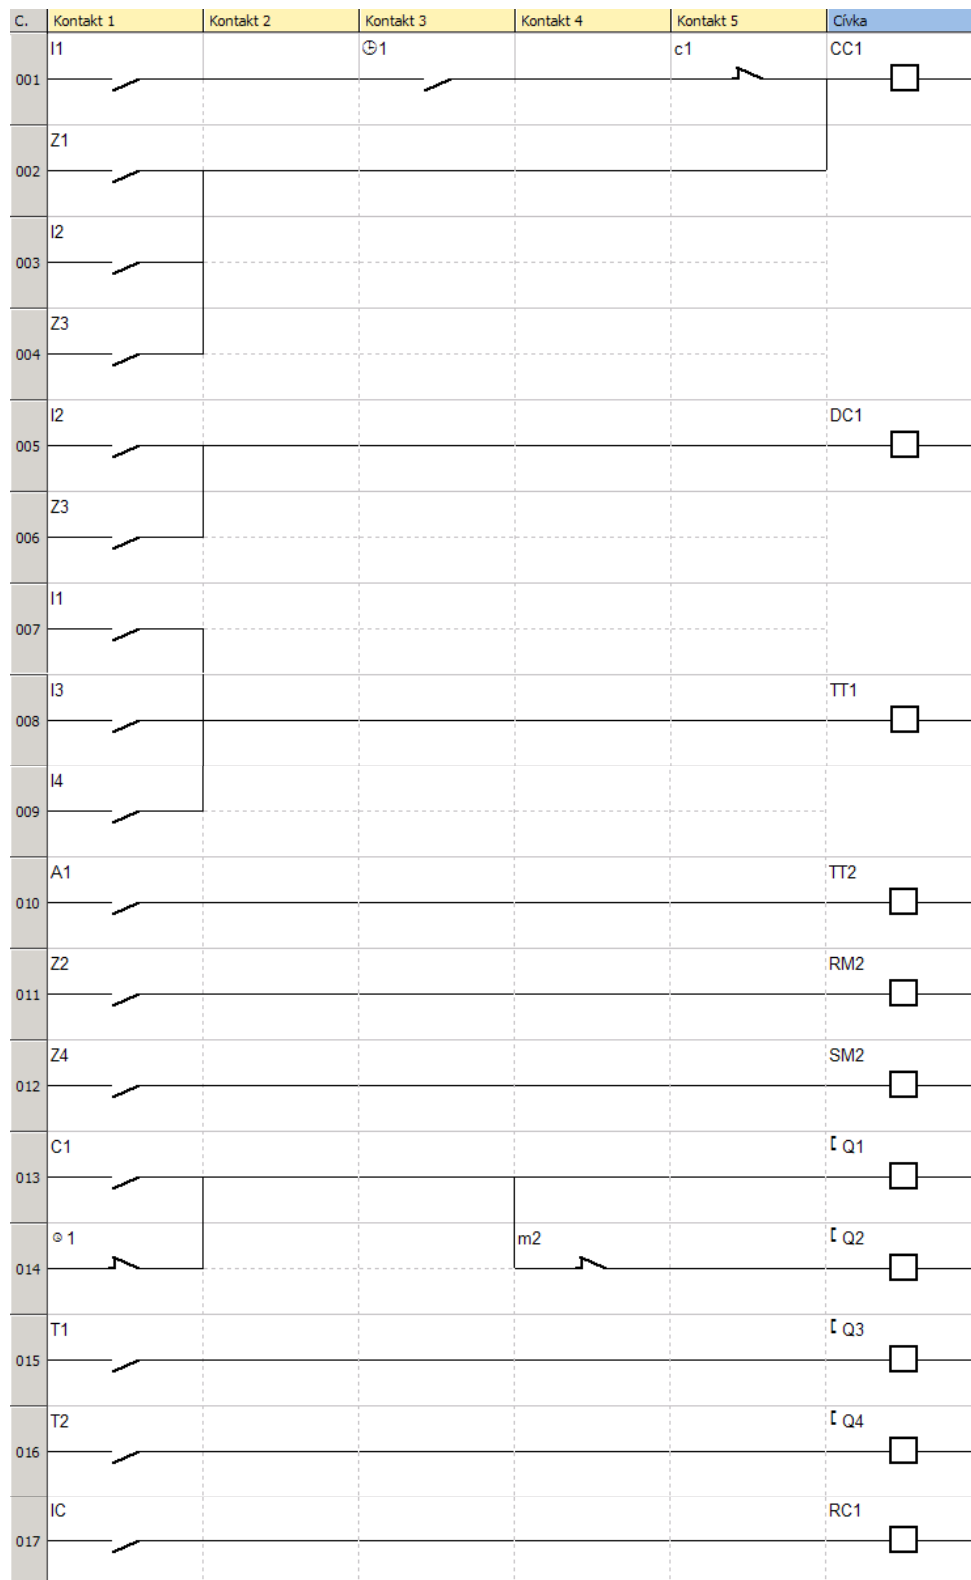 C. Kontakt 1 Kontakt 2 Kontakt 3 Kontakt 4 Kontakt 5 Cívka
I1 1 c1 CC1
001
Z1
002
I2
003
Z3
004
I2 DC1
005
Z3
006
I1
007
I3 TT1
008
I4
009
A1 TT2
010
Z2 RM2
011
Z4 SM2
012
C1 [ Q1
013
1 m2 [ Q2
014
T1 [ Q3
015
T2 [ Q4
016
IC RC1
017